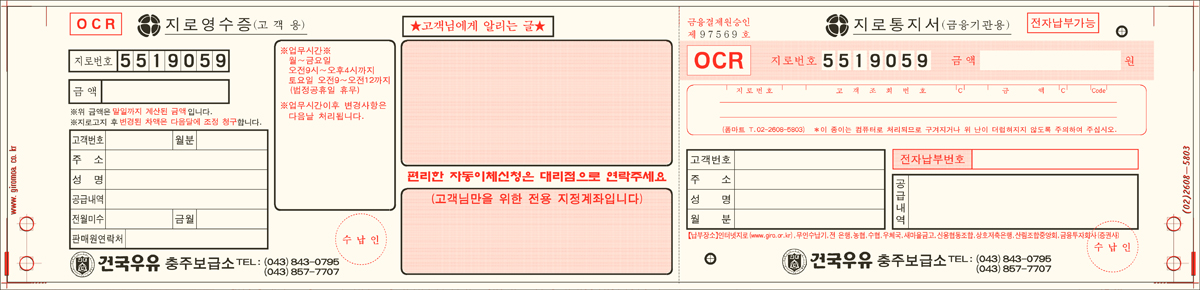 OCR 지로영수증(고 객 용)
지로번호 5519059
금 액
※위 금액은 말일까지 계산된 금액입니다.
※지로고지 후 변경된 차액은 다음달에 조정 청구합니다.
고객번호 월분
주 소
성 명
공급내역
전월미수 금월
판매원연락처
www. giromoa co. kr
※업무시간※
월~금요일
오전9시~오후4시까지
토요일 오전9~오전12까지
(법정공휴일 휴무)
※업무시간이후 변경사항은
다음날 처리됩니다.
수 납 인
건국우유 충주보급소 TEL : (043) 843-0795
(043) 857-7707
★고객님에게 알리는 글★
편리한 자동이체신청은 대리점으로 연락주세요
(고객님만을 위한 전용 지정계좌입니다)
금융결제원승인
제 97569 호
지로통지서(금융기관용)
전자납부가능
OCR 지로번호 5519059 금 액 원
지 로 번 호 고 객 조 회 번 호 C 금 액 C Code
(폼마트 T.02-2608-5803) ※이 종이는 컴퓨터로 처리되므로 구겨지거나 위 난이 더럽혀지지 않도록 주의하여 주십시오.
고객번호
주 소
성 명
월 분
전자납부번호
공급내역
(02)2608-5803
【납부장소】인터넷지로(www.giro.or.kr), 무인수납기, 전 은행, 농협, 수협, 우체국, 새마을금고, 신용협동조합, 상호저축은행, 산림조합중앙회, 금융투자회사(증권사)
수 납 인
건국우유 충주보급소 TEL : (043) 843-0795
(043) 857-7707